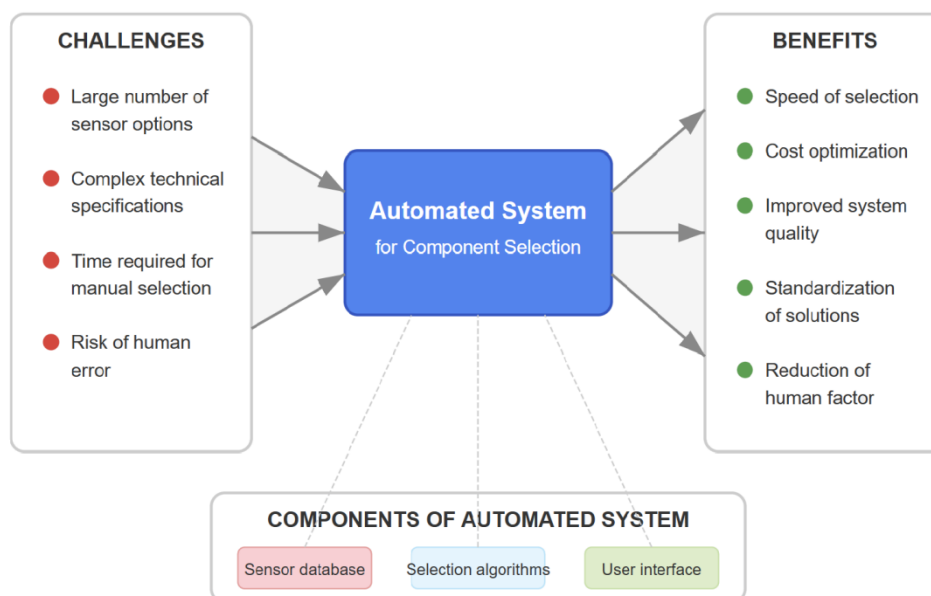 CHALLENGES
Large number of
sensor options
Complex technical
specifications
Time required for
manual selection
Risk of human
error
Automated System
for Component Selection
BENEFITS
Speed of selection
Cost optimization
Improved system
quality
Standardization
of solutions
Reduction of
human factor
COMPONENTS OF AUTOMATED SYSTEM
Sensor database
Selection algorithms
User interface